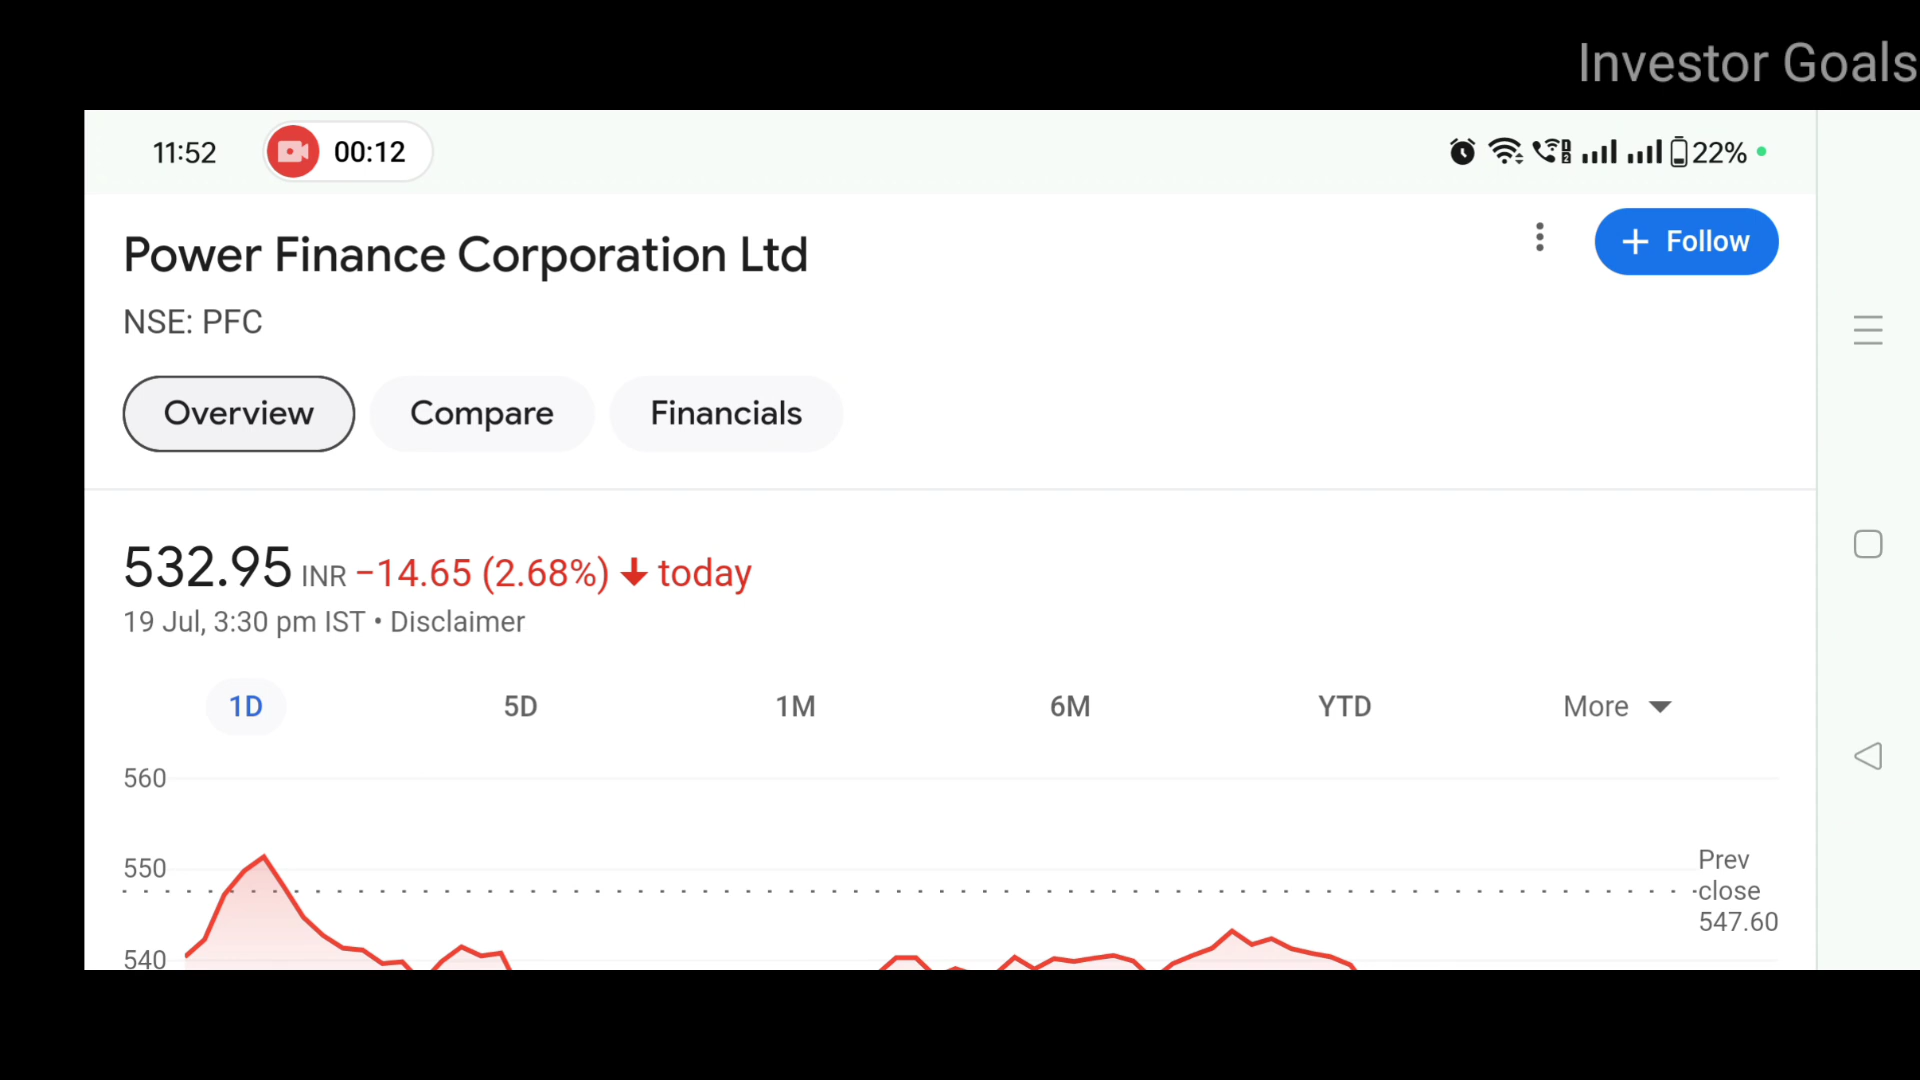 Investor Goals
11:52 00:12 22%
Power Finance Corporation Ltd
+ Follow
NSE: PFC
Overview Compare Financials
532.95 INR −14.65 (2.68%) ↓ today
19 Jul, 3:30 pm IST • Disclaimer
1D 5D 1M 6M YTD More
560
550
540
Prev
close
547.60